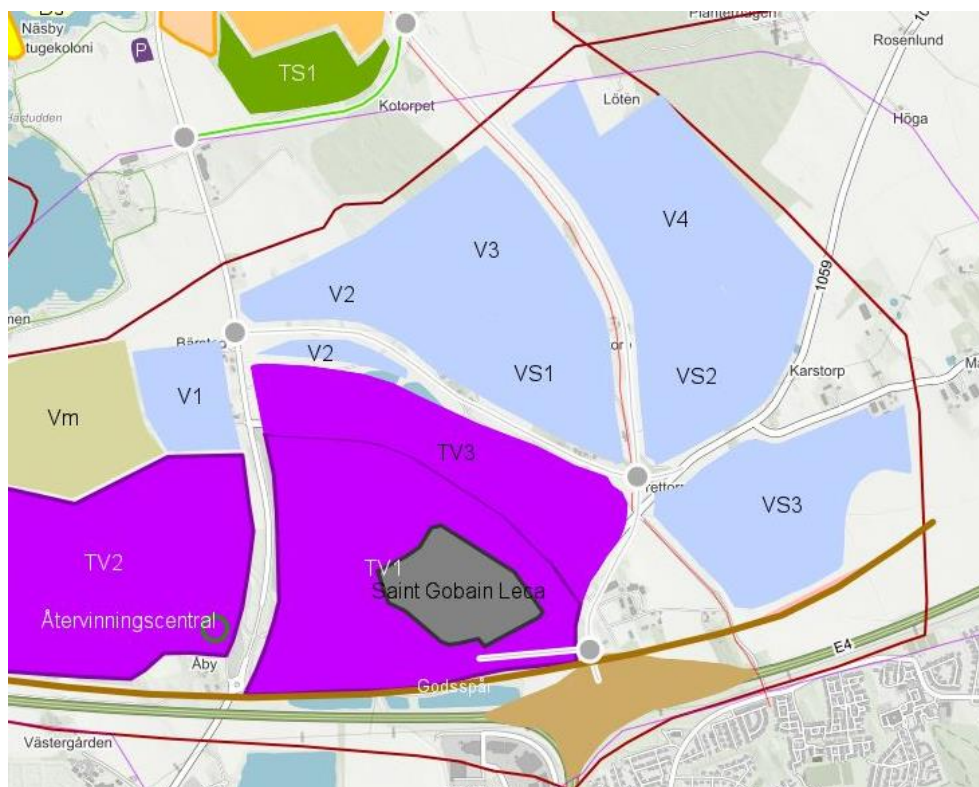 Näsby
tugekoloni
P
TS1
Kotorpet
Löten
Rosenlund
Höga
V3
V4
V2
1059
V2
VS1
VS2
Karstorp
V1
Vm
TV3
VS3
TV2
TV1
Saint Gobain Leca
Återvinningscentral
Åby
E4
Godsspår
Västergården